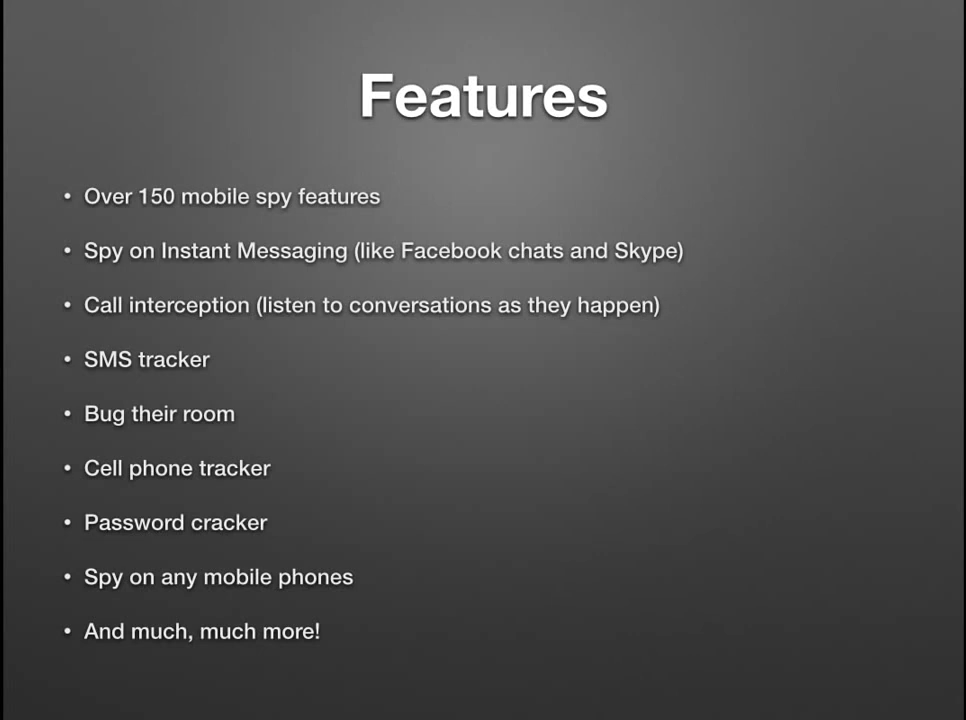 Features
• Over 150 mobile spy features
• Spy on Instant Messaging (like Facebook chats and Skype)
• Call interception (listen to conversations as they happen)
• SMS tracker
• Bug their room
• Cell phone tracker
• Password cracker
• Spy on any mobile phones
• And much, much more!